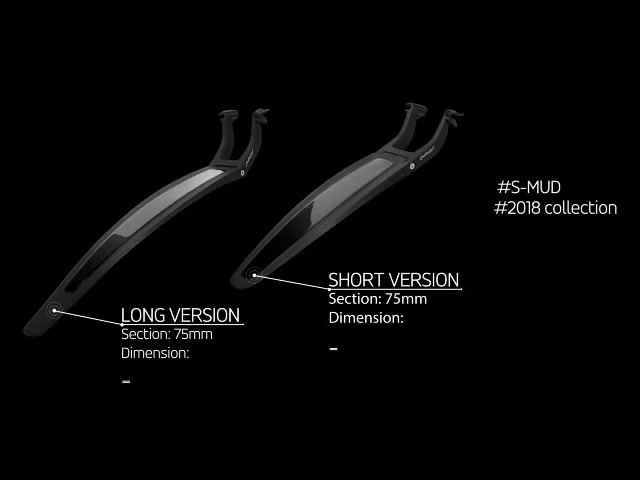 #S-MUD
#2018 collection
SHORT VERSION
Section: 75mm
Dimension:
–
LONG VERSION
Section: 75mm
Dimension:
–